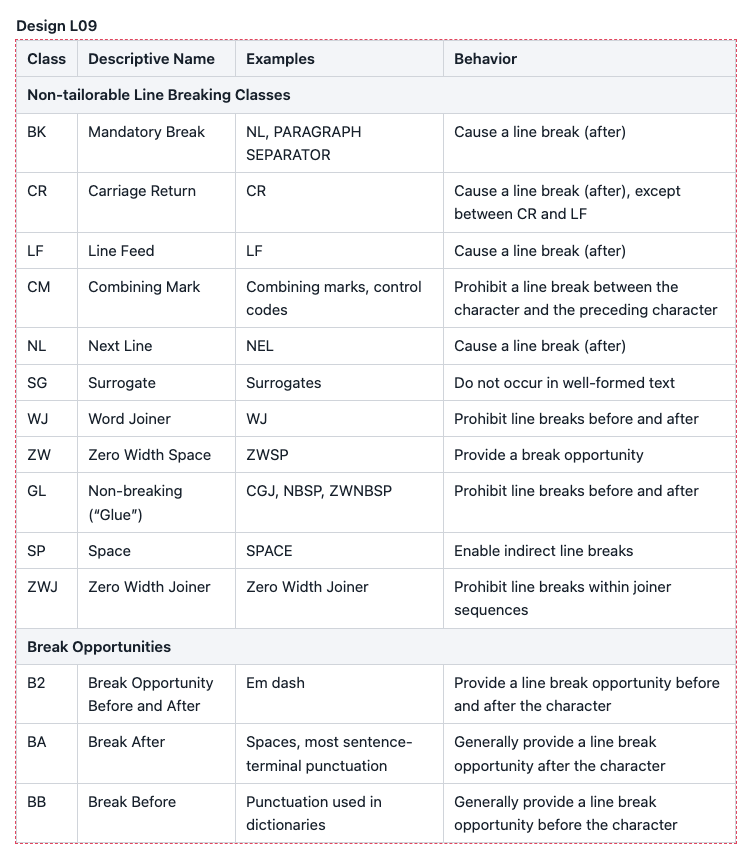 Design L09
Class Descriptive Name Examples Behavior
Non-tailorable Line Breaking Classes
BK Mandatory Break NL, PARAGRAPH Cause a line break (after)
SEPARATOR
CR Carriage Return CR Cause a line break (after), except
between CR and LF
LF Line Feed LF Cause a line break (after)
CM Combining Mark Combining marks, control Prohibit a line break between the
codes character and the preceding character
NL Next Line NEL Cause a line break (after)
SG Surrogate Surrogates Do not occur in well-formed text
WJ Word Joiner WJ Prohibit line breaks before and after
ZW Zero Width Space ZWSP Provide a break opportunity
GL Non-breaking CGJ, NBSP, ZWNBSP Prohibit line breaks before and after
(“Glue”)
SP Space SPACE Enable indirect line breaks
ZWJ Zero Width Joiner Zero Width Joiner Prohibit line breaks within joiner
sequences
Break Opportunities
B2 Break Opportunity Em dash Provide a line break opportunity before
Before and After and after the character
BA Break After Spaces, most sentence- Generally provide a line break
terminal punctuation opportunity after the character
BB Break Before Punctuation used in Generally provide a line break
dictionaries opportunity before the character